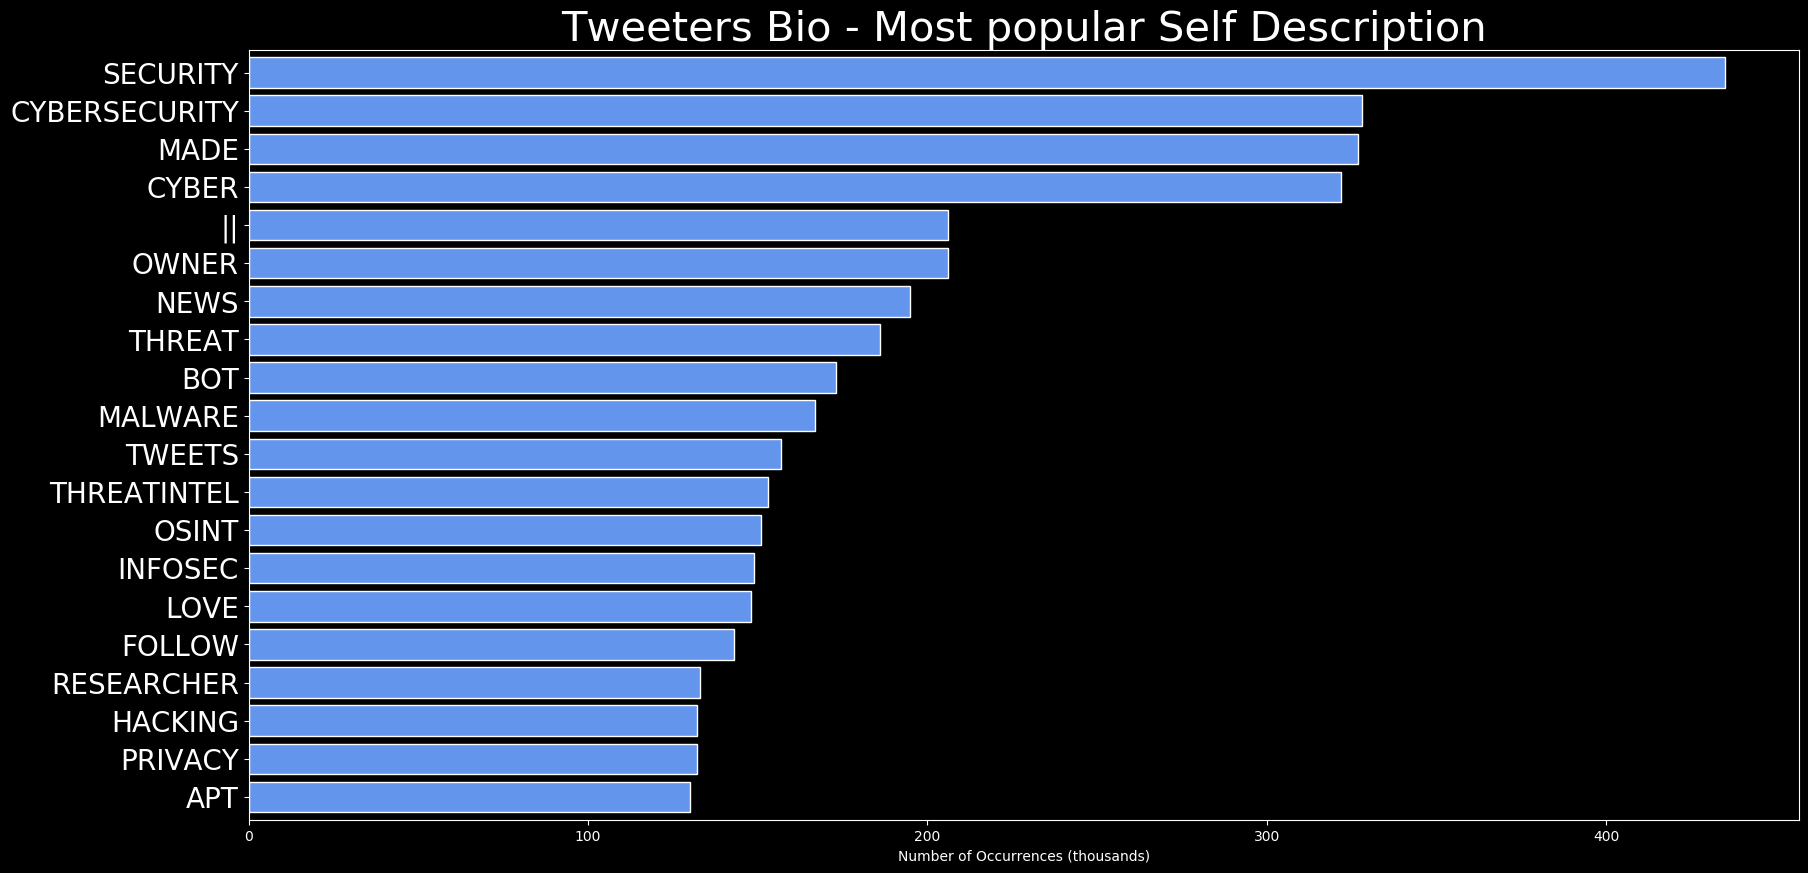 Tweeters Bio - Most popular Self Description
SECURITY
CYBERSECURITY
MADE
CYBER
||
OWNER
NEWS
THREAT
BOT
MALWARE
TWEETS
THREATINTEL
OSINT
INFOSEC
LOVE
FOLLOW
RESEARCHER
HACKING
PRIVACY
APT
0 100 200 300 400
Number of Occurrences (thousands)